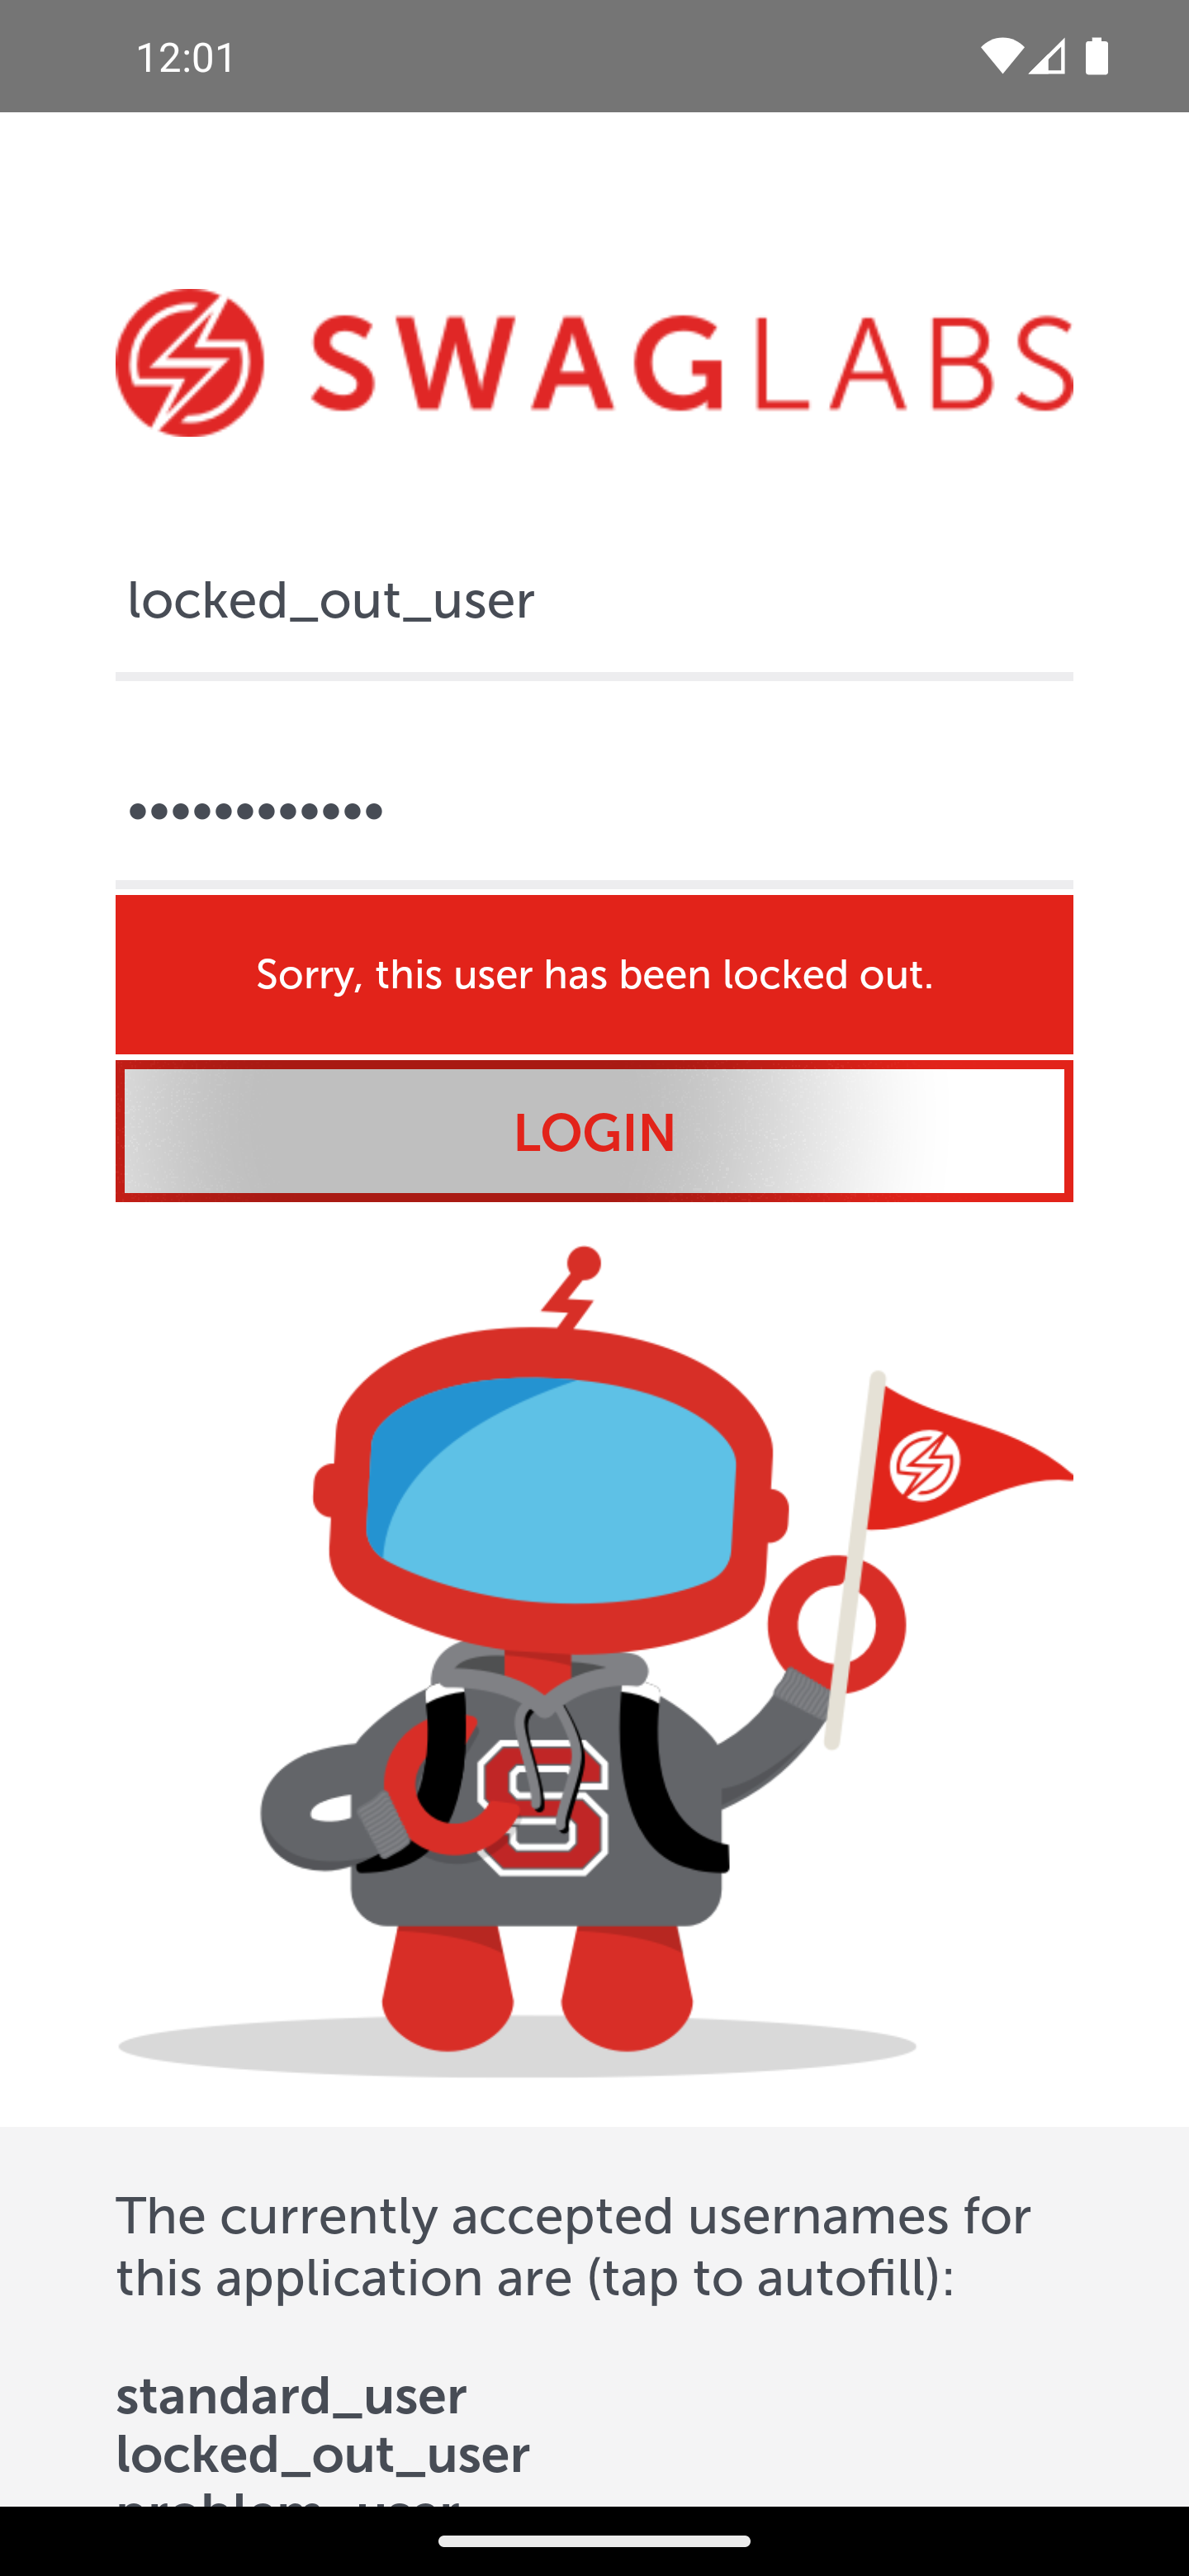 12:01
SWAGLABS
locked_out_user
••••••••••••
Sorry, this user has been locked out.
LOGIN
S
The currently accepted usernames for
this application are (tap to autofill):
standard_user
locked_out_user
problem_user